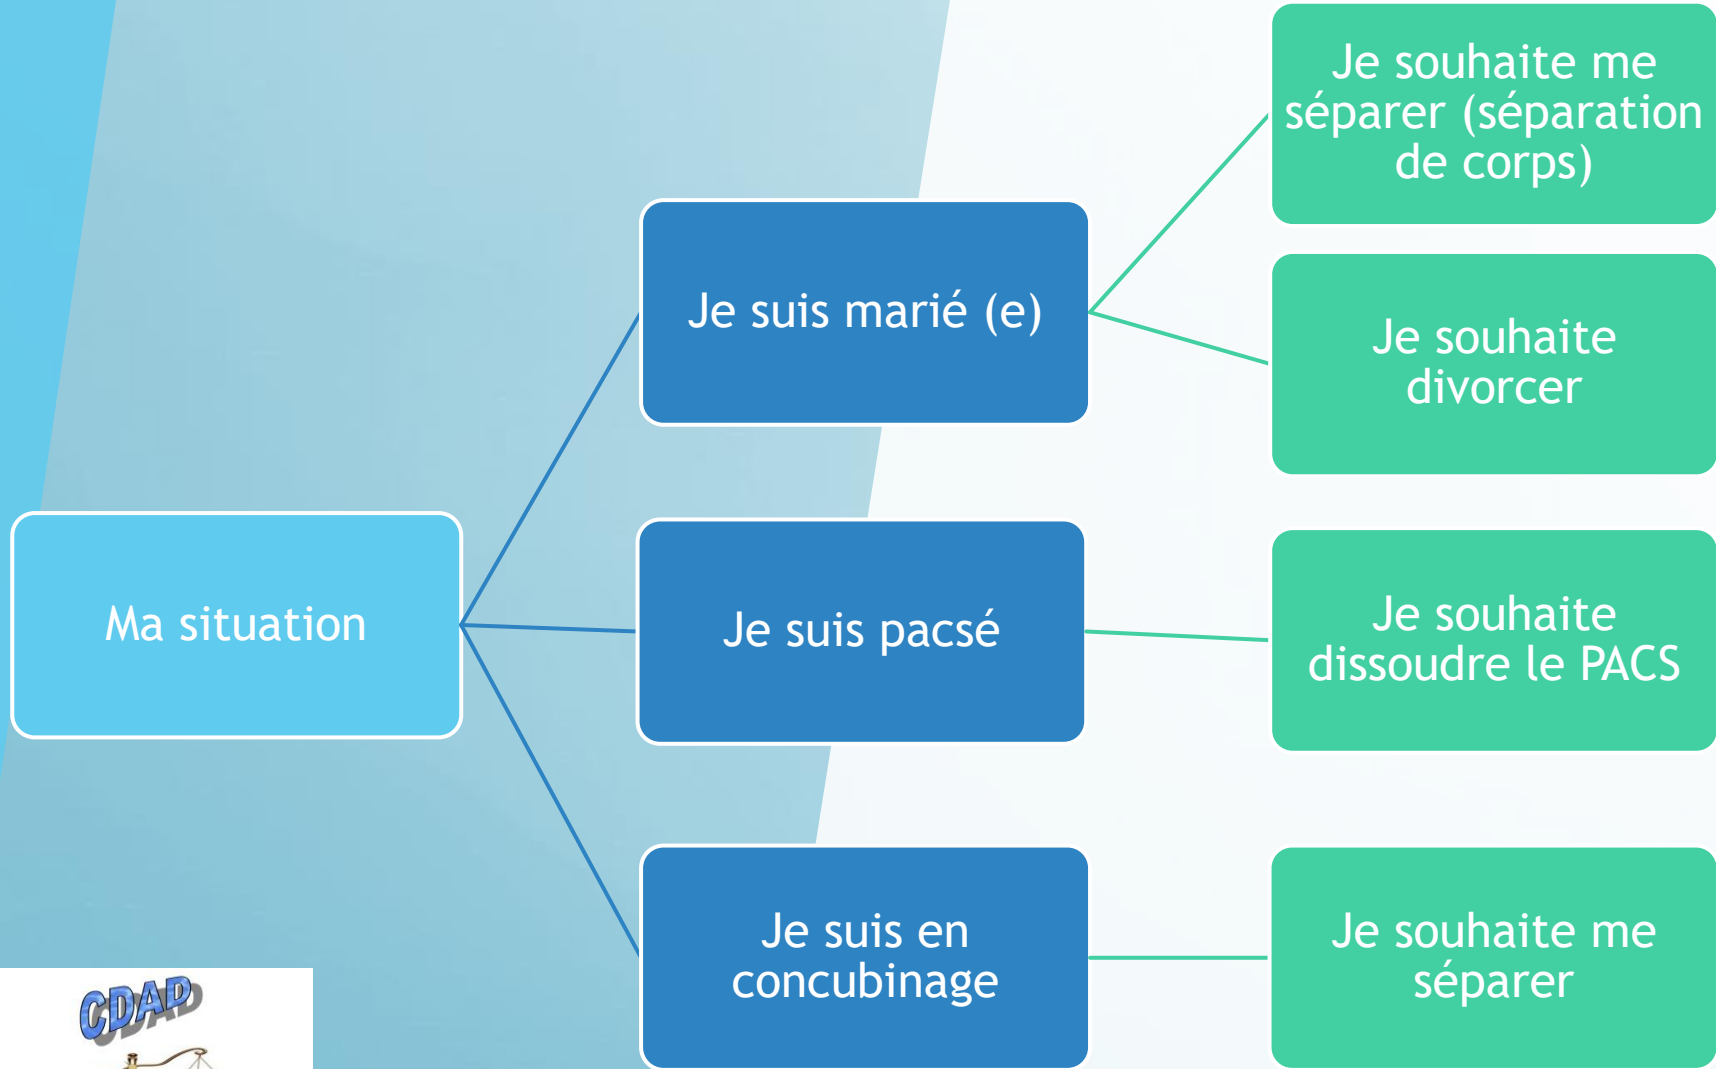 Ma situation
Je suis marié (e)
Je souhaite me
séparer (séparation
de corps)
Je souhaite
divorcer
Je suis pacsé
Je souhaite
dissoudre le PACS
Je suis en
concubinage
Je souhaite me
séparer
CDAD